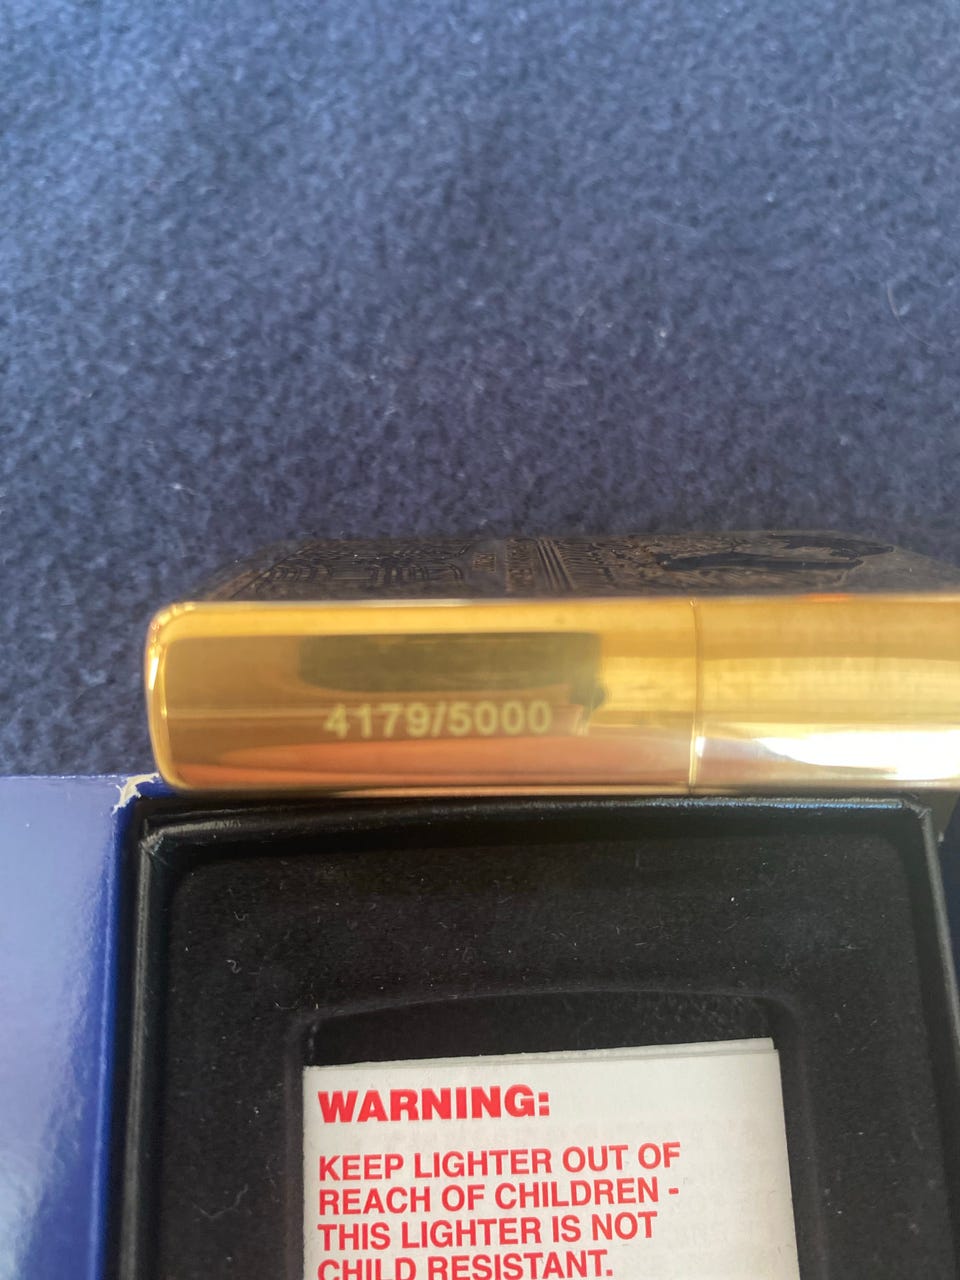 4179/5000
WARNING:
KEEP LIGHTER OUT OF
REACH OF CHILDREN -
THIS LIGHTER IS NOT
CHILD RESISTANT.